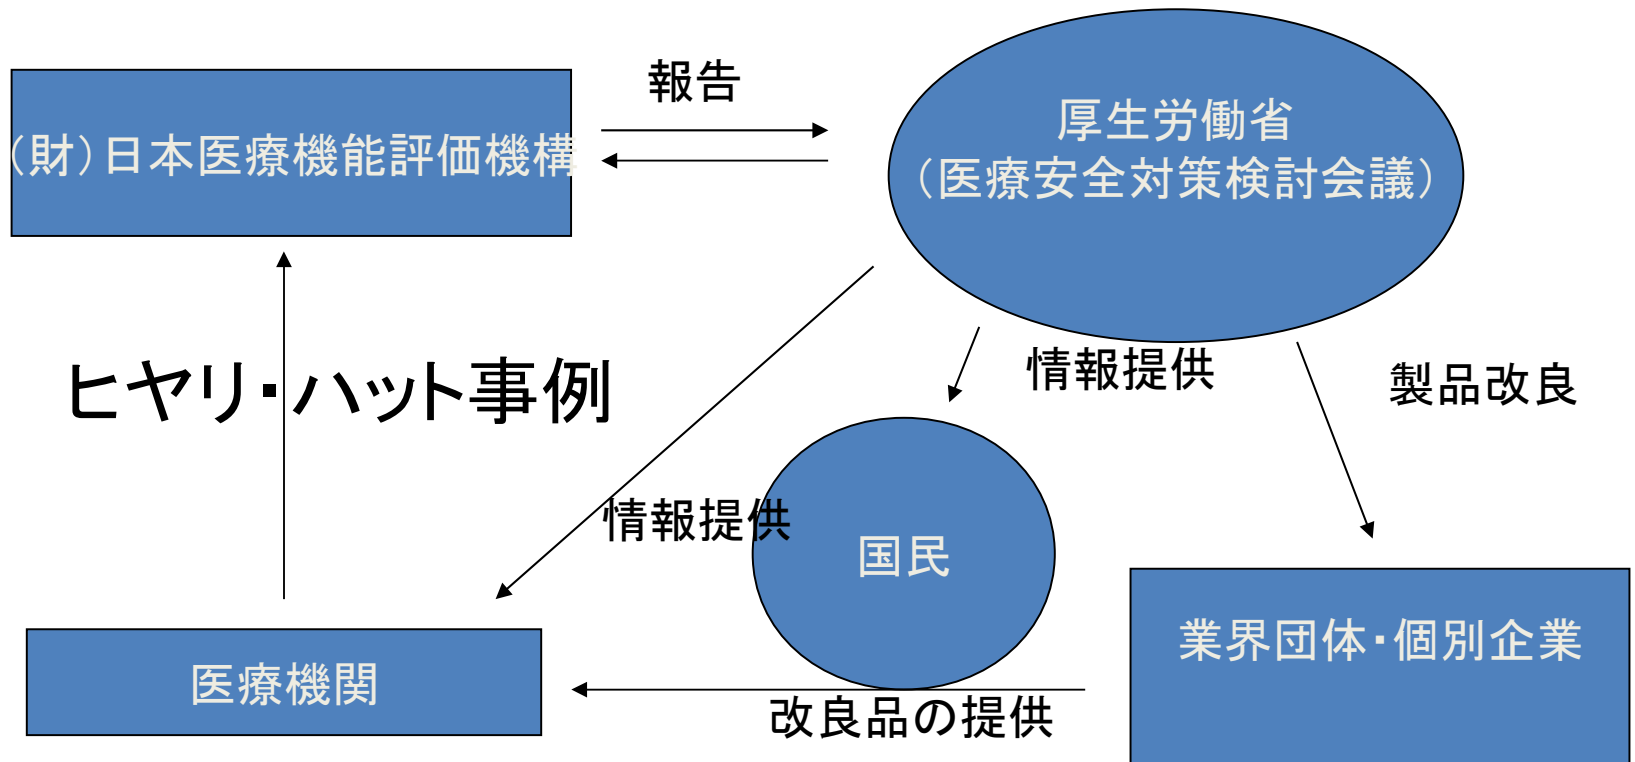 報告
(財)日本医療機能評価機構
厚生労働省
(医療安全対策検討会議)
ヒヤリ・ハット事例
情報提供
製品改良
情報提供
国民
業界団体・個別企業
医療機関
改良品の提供